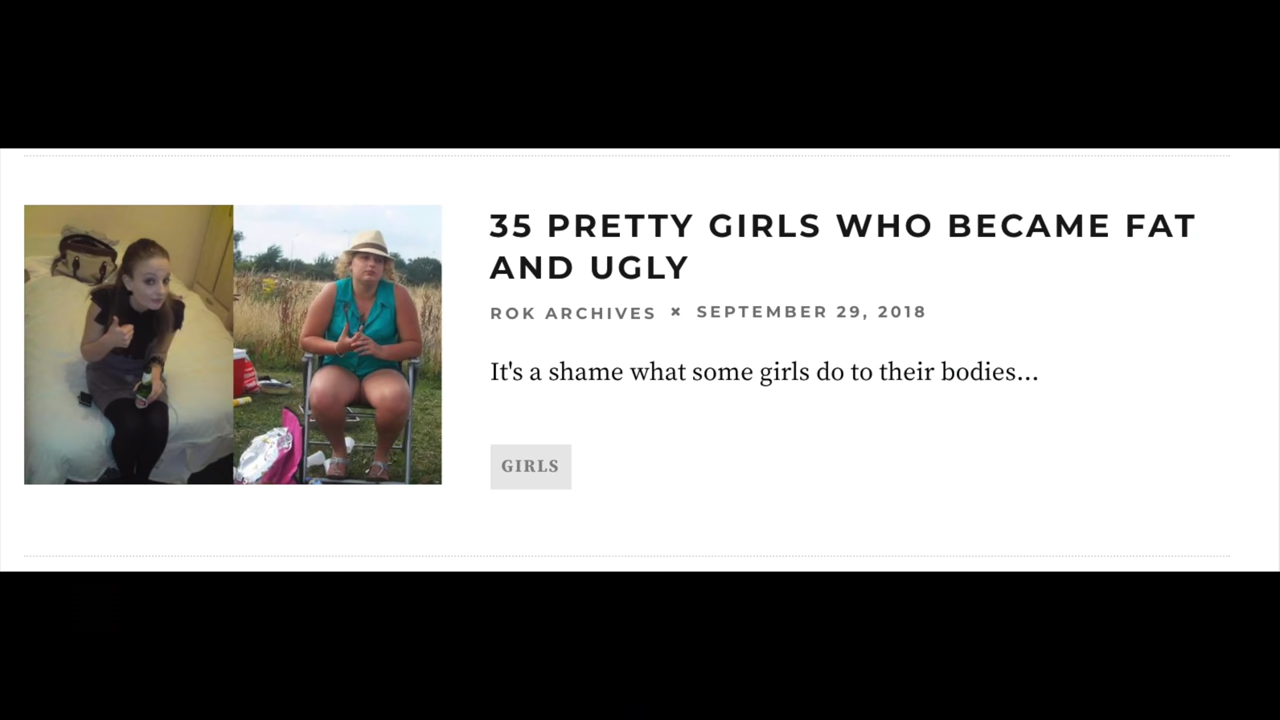 35 PRETTY GIRLS WHO BECAME FAT
AND UGLY
ROK ARCHIVES × SEPTEMBER 29, 2018
It's a shame what some girls do to their bodies...
GIRLS